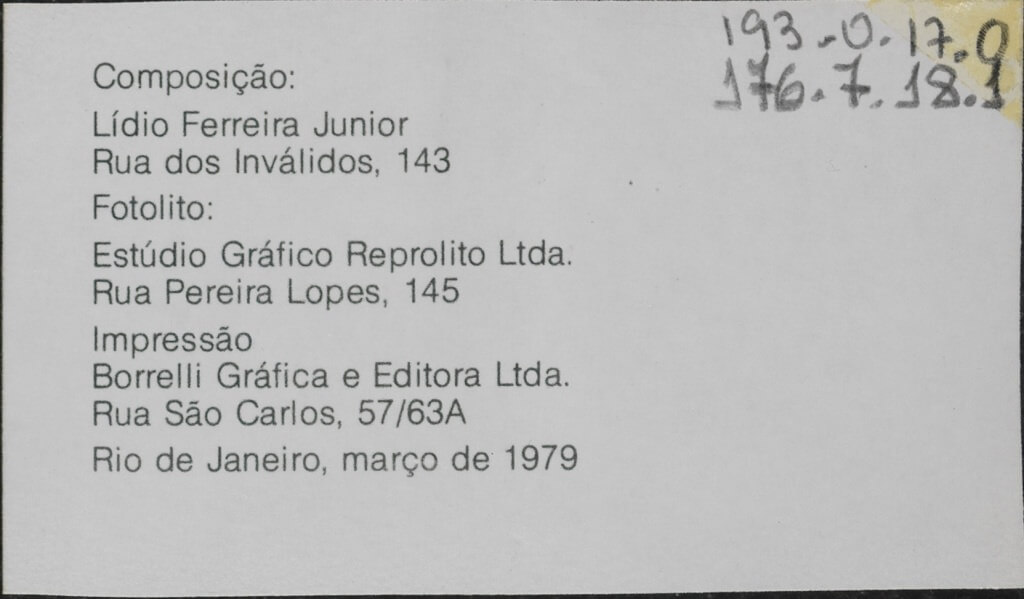 193-0.17.0
176.7.18.1
Composição:
Lídio Ferreira Junior
Rua dos Inválidos, 143
Fotolito:
Estúdio Gráfico Reprolito Ltda.
Rua Pereira Lopes, 145
Impressão
Borrelli Gráfica e Editora Ltda.
Rua São Carlos, 57/63A
Rio de Janeiro, março de 1979